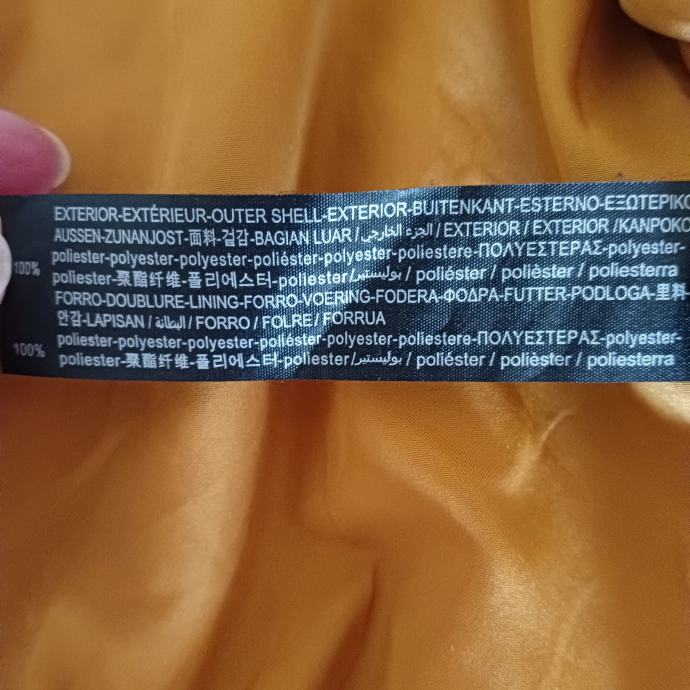 EXTERIOR-EXTÉRIEUR-OUTER SHELL-EXTERIOR-BUITENKANT-ESTERNO-ΕΞΩΤΕΡΙΚΟ
AUSSEN-ZUNANJOST-面料-겉감-BAGIAN LUAR / الجزء الخارجي / EXTERIOR / EXTERIOR /KANPOKO
100% poliester-polyester-polyester-poliéster-polyester-poliestere-ΠΟΛΥΕΣΤΕΡΑΣ-polyester-
poliester-聚酯纤维-폴리에스터-poliester/بوليستير/ poliéster / polièster / poliesterra
FORRO-DOUBLURE-LINING-FORRO-VOERING-FODERA-ΦΟΔΡΑ-FUTTER-PODLOGA-里料-
안감-LAPISAN / البطانة / FORRO / FOLRE / FORRUA
100% poliester-polyester-polyester-poliéster-polyester-poliestere-ΠΟΛΥΕΣΤΕΡΑΣ-polyester-
poliester-聚酯纤维-폴리에스터-poliester/بوليستير/ poliéster / polièster / poliesterra